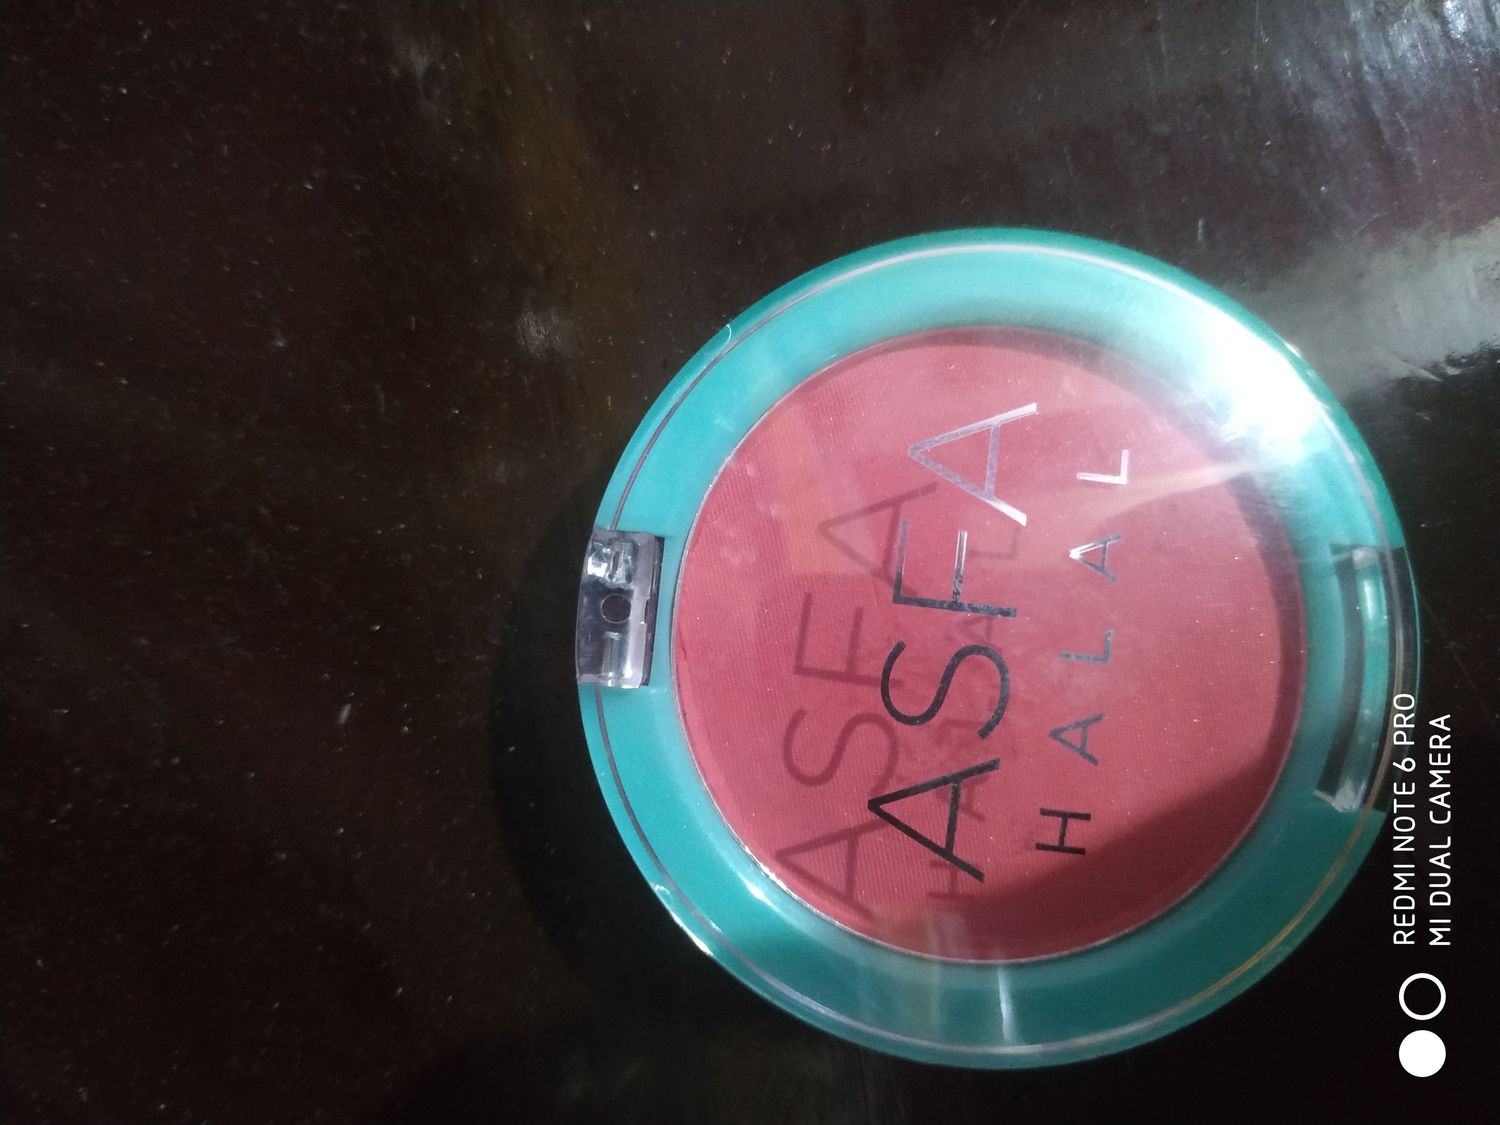 ASFA
HALAL
REDMI NOTE 6 PRO
MI DUAL CAMERA